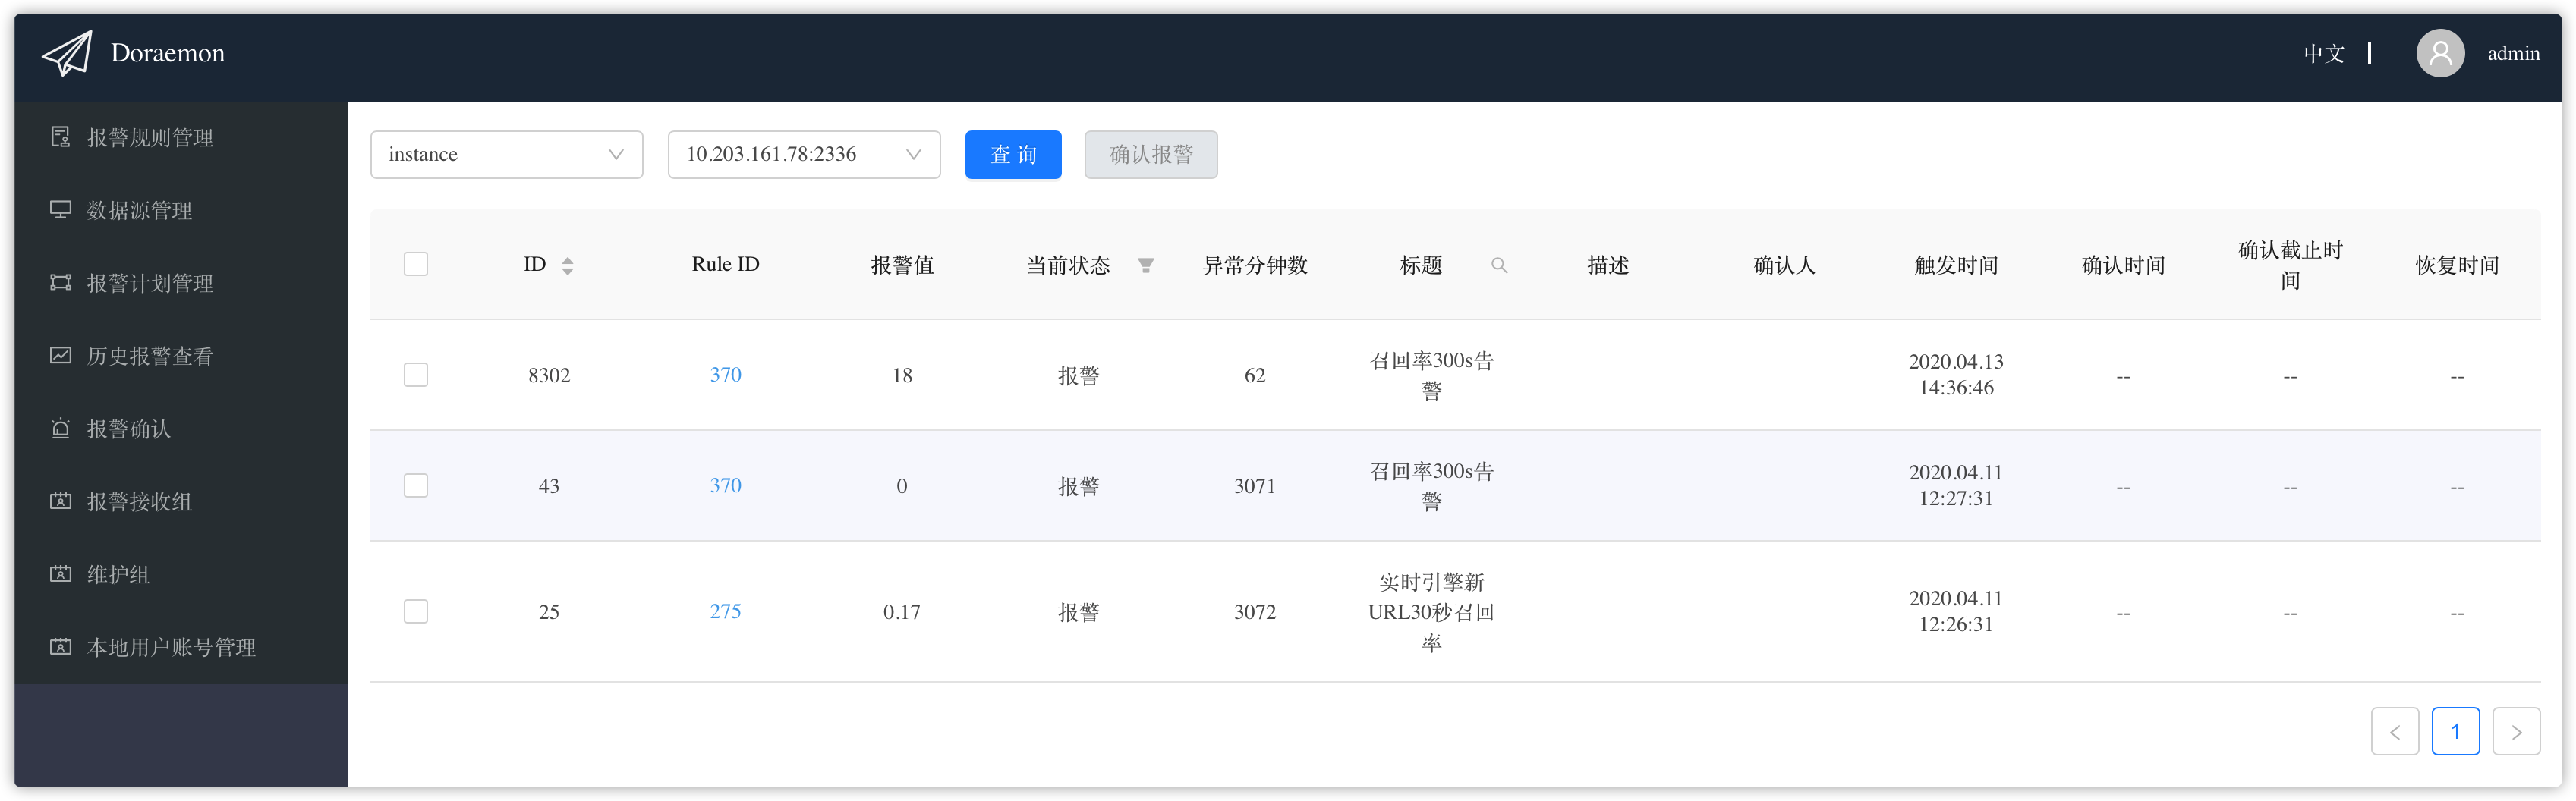 Doraemon
中文
admin
报警规则管理
数据源管理
报警计划管理
历史报警查看
报警确认
报警接收组
维护组
本地用户账号管理
instance
10.203.161.78:2336
查 询
确认报警
ID
Rule ID
报警值
当前状态
异常分钟数
标题
描述
确认人
触发时间
确认时间
确认截止时
间
恢复时间
8302
370
18
报警
62
召回率300s告
警
2020.04.13
14:36:46
--
--
--
43
370
0
报警
3071
召回率300s告
警
2020.04.11
12:27:31
--
--
--
25
275
0.17
报警
3072
实时引擎新
URL30秒召回
率
2020.04.11
12:26:31
--
--
--
1